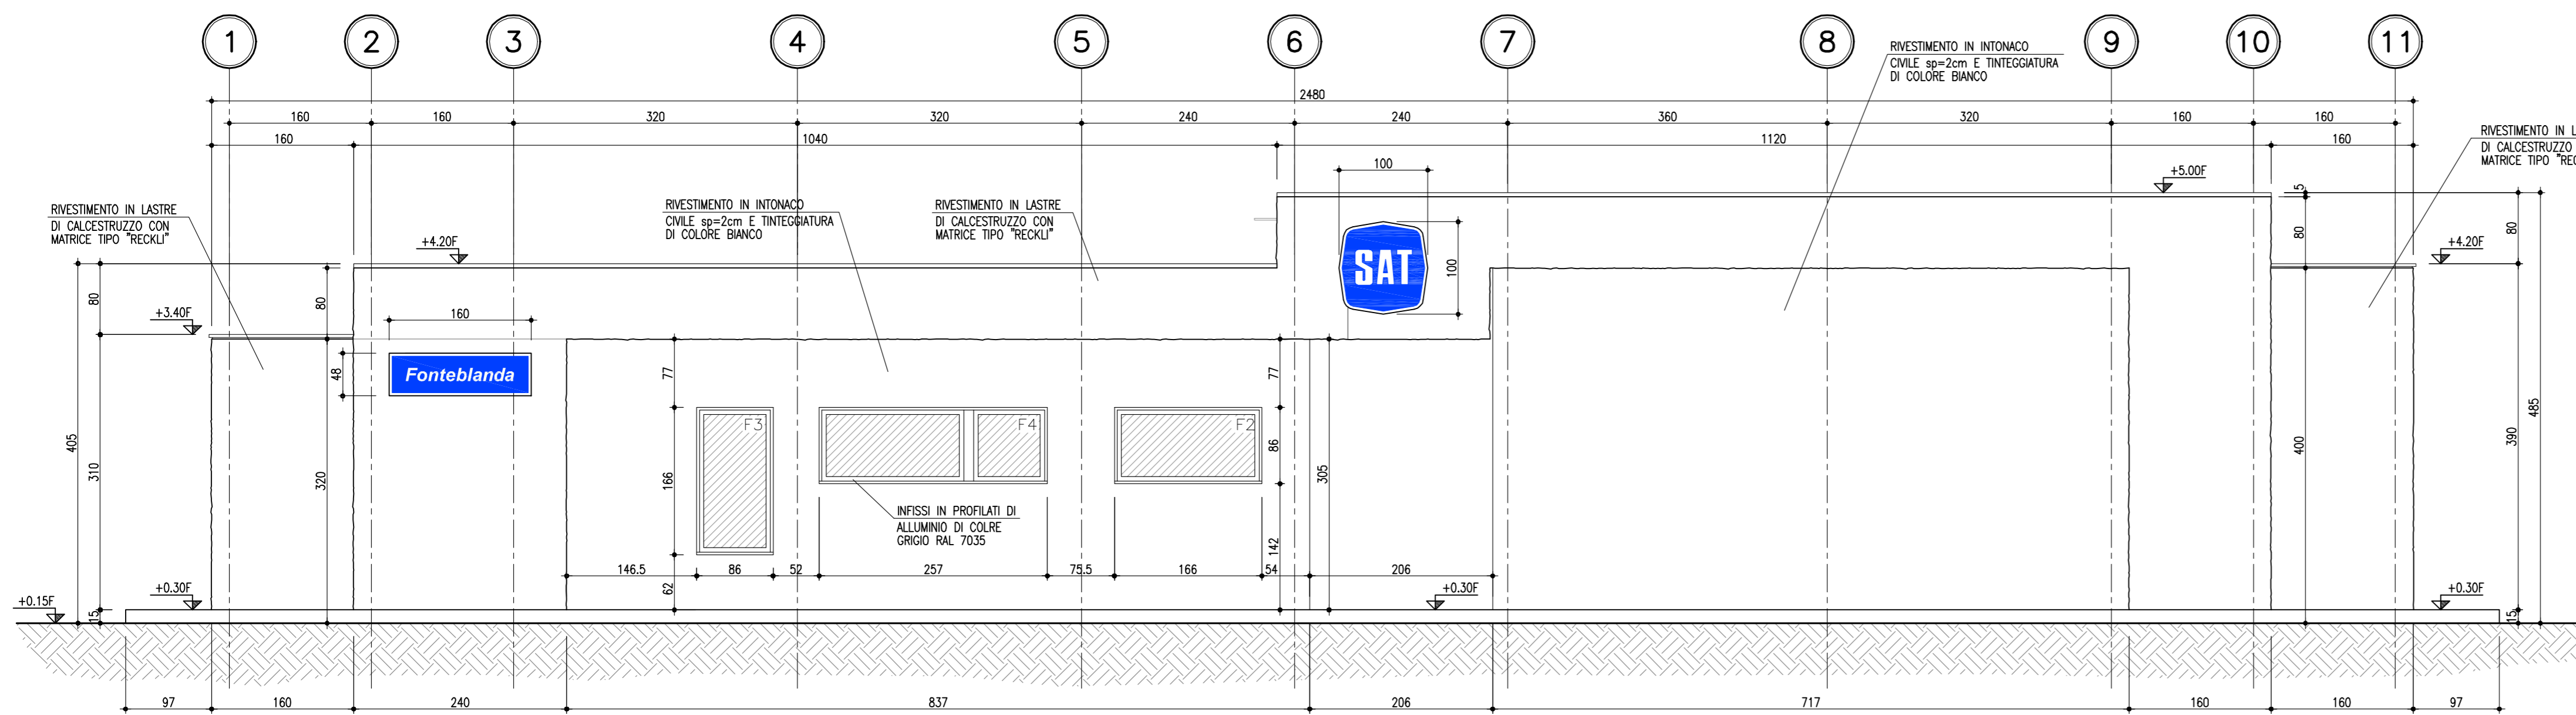 1 2 3 4 5 6 7 8 9 10 11
RIVESTIMENTO IN INTONACO
CIVILE sp=2cm E TINTEGGIATURA
DI COLORE BIANCO
2480
160 160 320 320 240 240 360 320 160 160
160 1040 1120 160
RIVESTIMENTO IN L
DI CALCESTRUZZO
MATRICE TIPO "REC
100
+5.00F
5
RIVESTIMENTO IN LASTRE
DI CALCESTRUZZO CON
MATRICE TIPO "RECKLI"
RIVESTIMENTO IN INTONACO
CIVILE sp=2cm E TINTEGGIATURA
DI COLORE BIANCO
RIVESTIMENTO IN LASTRE
DI CALCESTRUZZO CON
MATRICE TIPO "RECKLI"
+4.20F
80
80
+4.20F
SAT
100
80
80
+3.40F
160
48
Fonteblanda
77
77
F3
F4
F2
405
310
320
166
86
305
400
390
485
INFISSI IN PROFILATI DI
ALLUMINIO DI COLRE
GRIGIO RAL 7035
142
146.5 86 52 257 75.5 166 54 206
62
+0.15F
+0.30F
+0.30F
+0.30F
15
15
97 160 240 837 206 717 160 160 97